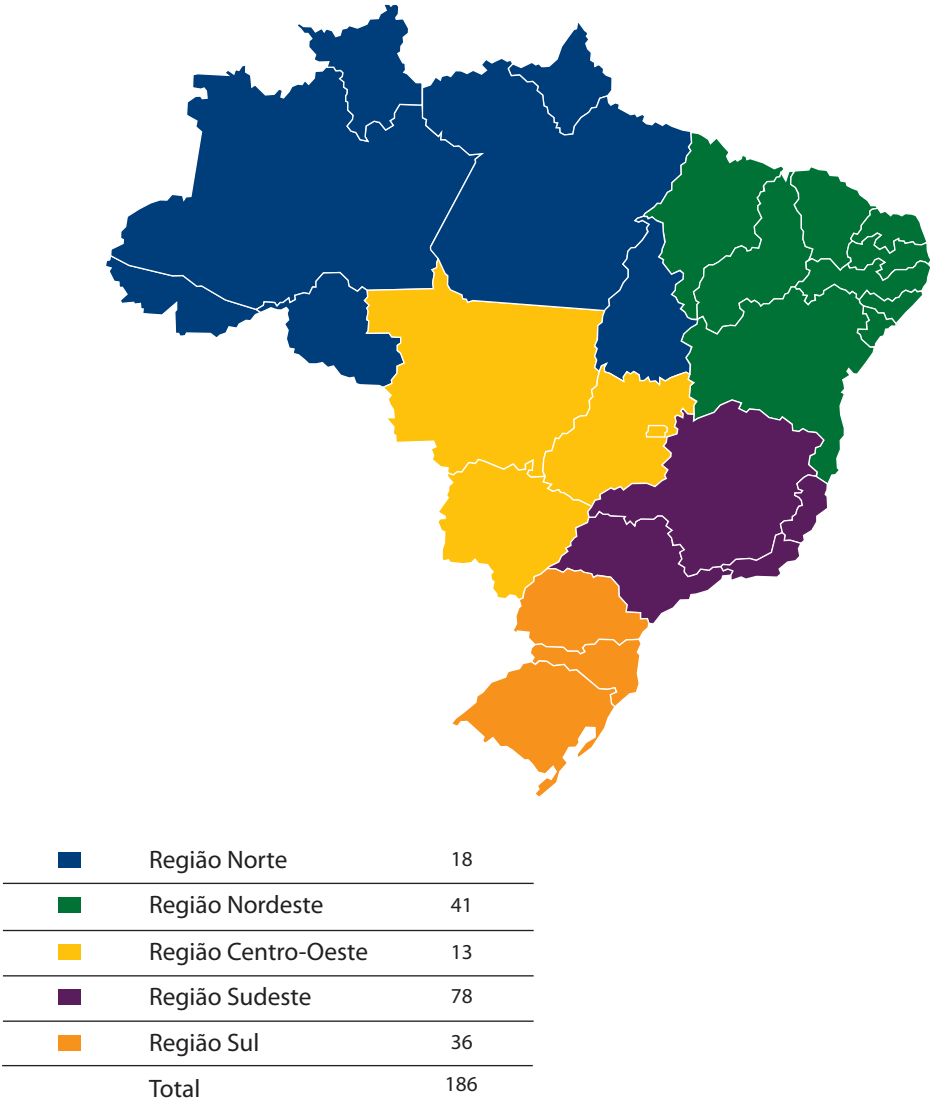 Região Norte 18
Região Nordeste 41
Região Centro-Oeste 13
Região Sudeste 78
Região Sul 36
Total 186